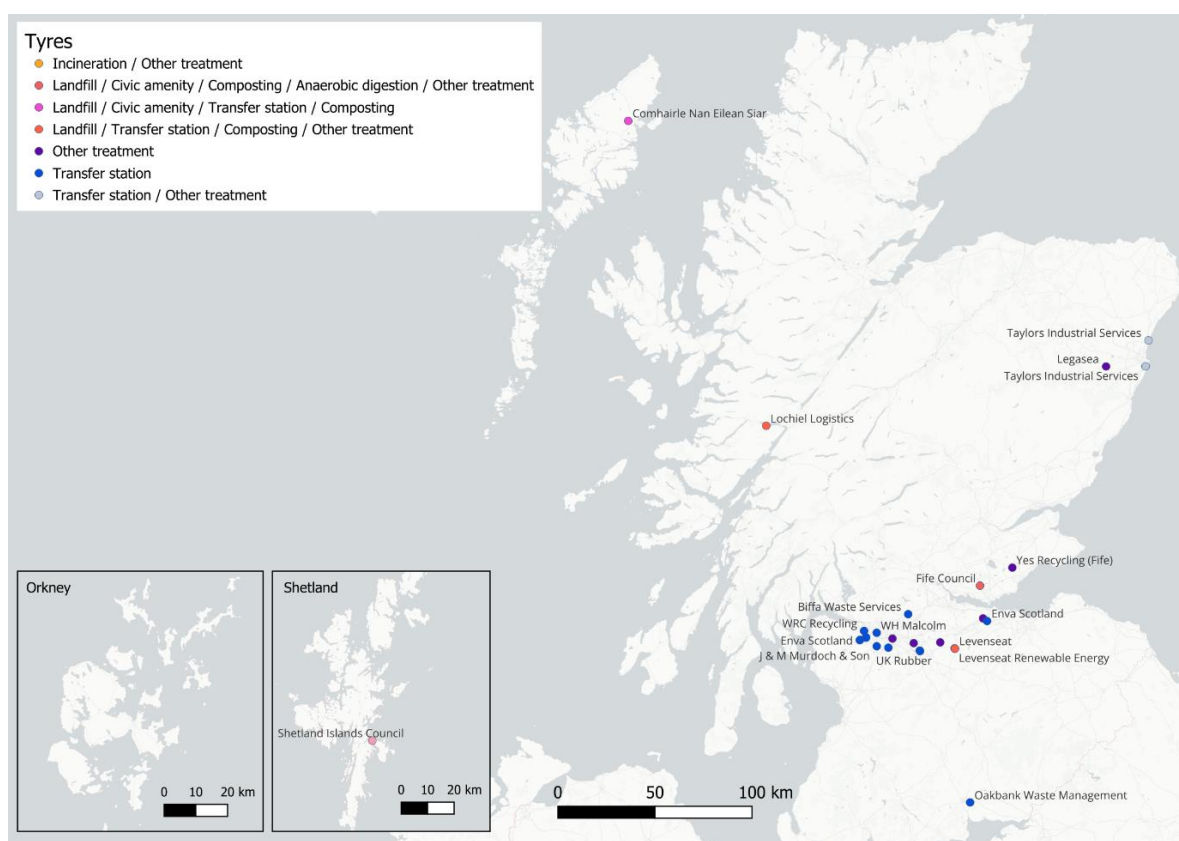 Tyres
Incineration / Other treatment
Landfill / Civic amenity / Composting / Anaerobic digestion / Other treatment
Landfill / Civic amenity / Transfer station / Composting
Landfill / Transfer station / Composting / Other treatment
Other treatment
Transfer station
Transfer station / Other treatment
Comhairle Nan Eilean Siar
Taylors Industrial Services
Legasea
Taylors Industrial Services
Lochiel Logistics
Yes Recycling (Fife)
Fife Council
Biffa Waste Services
Enva Scotland
WRC Recycling
WH Malcolm
Enva Scotland
Levenseat
J & M Murdoch & Son
UK Rubber
Levenseat Renewable Energy
Oakbank Waste Management
0 50 100 km
Orkney
0 10 20 km
Shetland
Shetland Islands Council
0 10 20 km